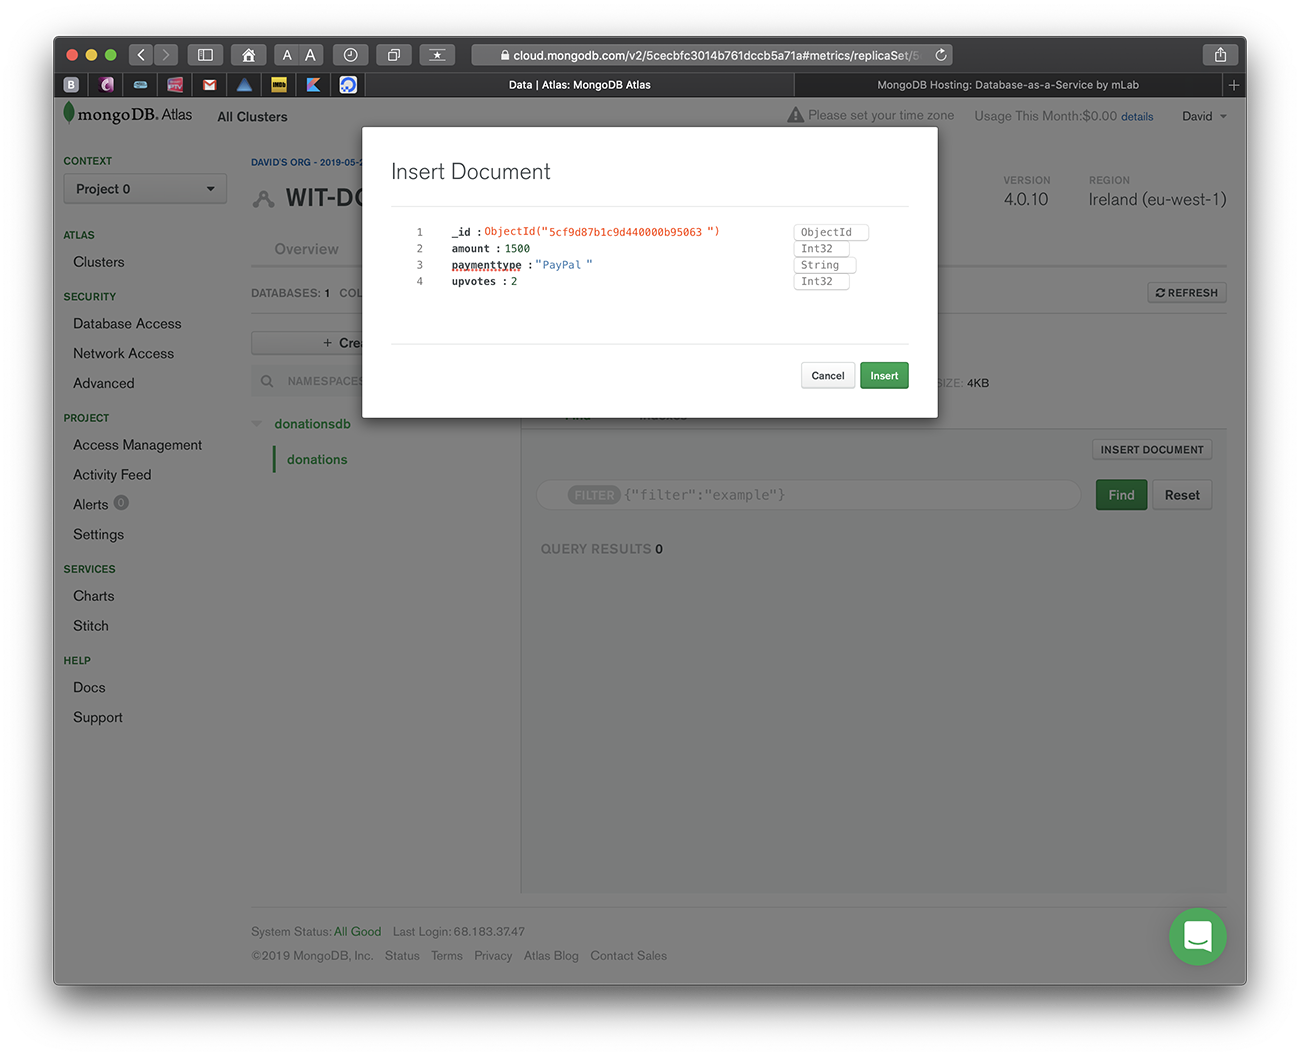 A A
cloud.mongodb.com/v2/5cecbfc3014b761dccb5a71a#metrics/replicaSet/5
B
IMDb
Data | Atlas: MongoDB Atlas
MongoDB Hosting: Database-as-a-Service by mLab
mongoDB. Atlas
All Clusters
Please set your time zone
Usage This Month:$0.00 details
David
CONTEXT
Project 0
DAVID'S ORG - 2019-05-2
WIT-DO
VERSION
4.0.10
REGION
Ireland (eu-west-1)
Insert Document
1 _id : ObjectId("5cf9d87b1c9d440000b95063 ") ObjectId
2 amount : 1500 Int32
3 paymenttype : "PayPal " String
4 upvotes : 2 Int32
Cancel
Insert
ATLAS
Clusters
SECURITY
Database Access
Network Access
Advanced
PROJECT
Access Management
Activity Feed
Alerts 0
Settings
SERVICES
Charts
Stitch
HELP
Docs
Support
Overview
DATABASES: 1 COL
REFRESH
+ Crea
NAMESPACES
SIZE: 4KB
donationsdb
donations
Find
Indexes
INSERT DOCUMENT
FILTER {"filter":"example"}
Find
Reset
QUERY RESULTS 0
System Status: All Good Last Login: 68.183.37.47
©2019 MongoDB, Inc. Status Terms Privacy Atlas Blog Contact Sales